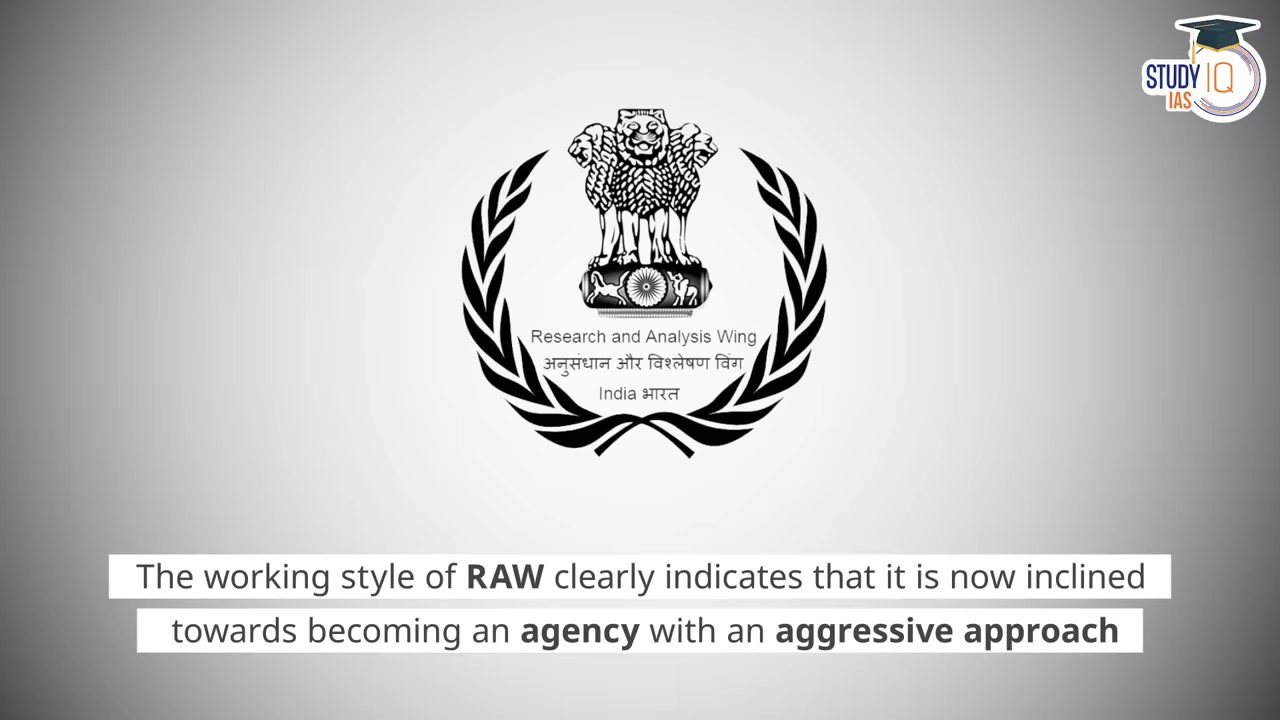 STUDY IQ
IAS
Research and Analysis Wing
अनुसंधान और विश्लेषण विंग
India भारत
The working style of RAW clearly indicates that it is now inclined
towards becoming an agency with an aggressive approach